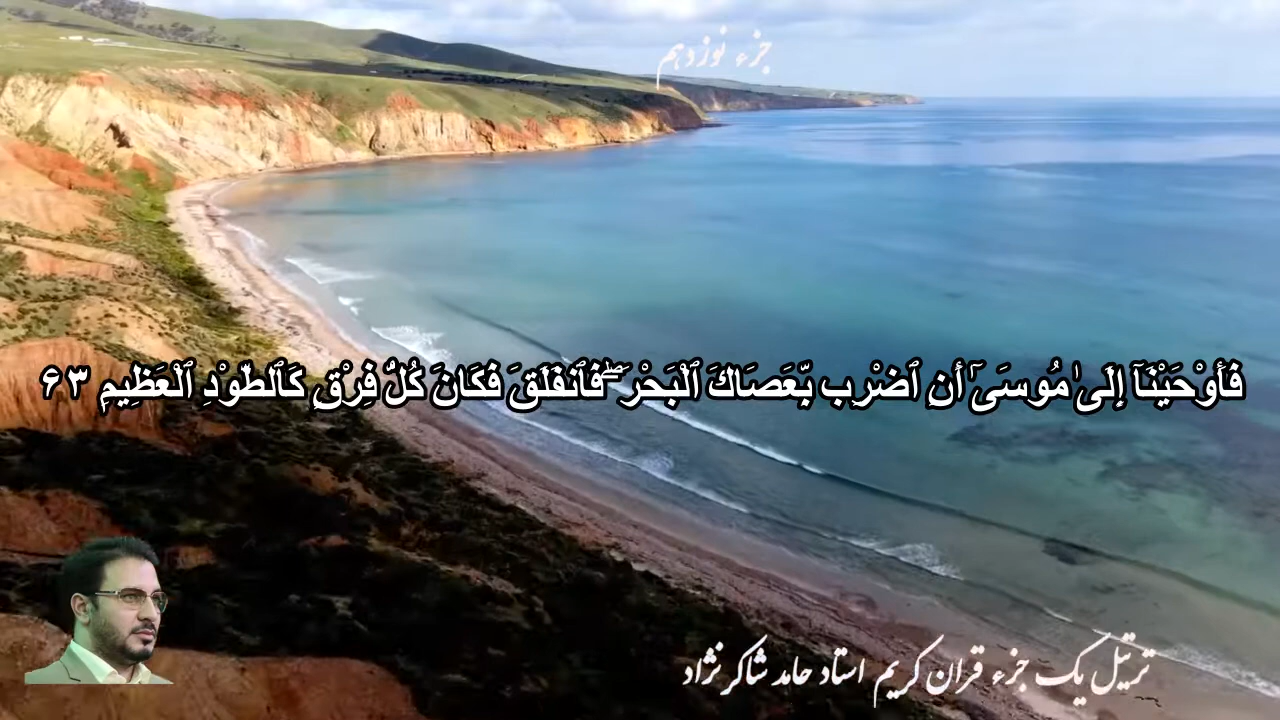 جزء نوزدهم
فَأَوْحَيْنَآ إِلَىٰ مُوسَىٰٓ أَنِ ٱضْرِب بِّعَصَاكَ ٱلْبَحْرَ ۖ فَٱنفَلَقَ فَكَانَ كُلُّ فِرْقٍ كَٱلطَّوْدِ ٱلْعَظِيمِ ۶۳
ترتیل یک جزء قران کریم استاد حامد شاکرنژاد